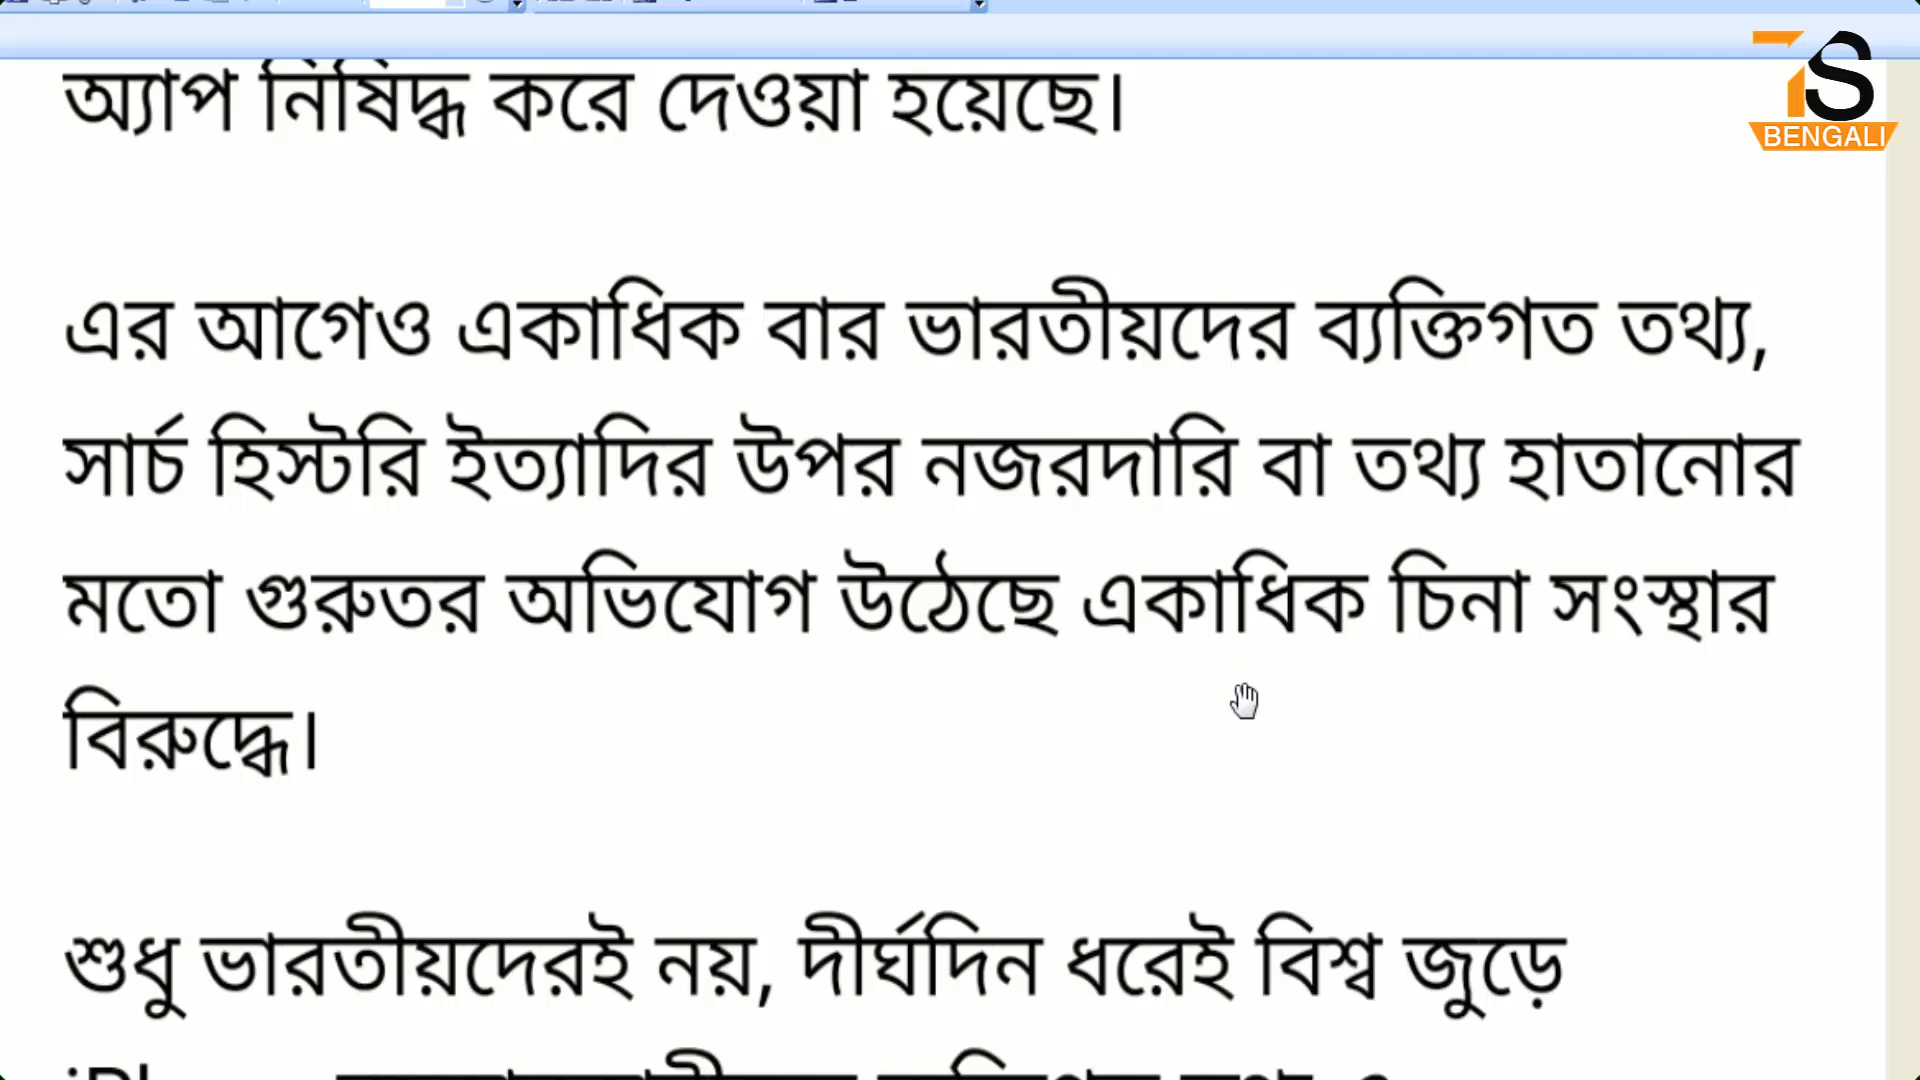 অ্যাপ নিষিদ্ধ করে দেওয়া হয়েছে।
7S
BENGALI
এর আগেও একাধিক বার ভারতীয়দের ব্যক্তিগত তথ্য,
সার্চ হিস্টরি ইত্যাদির উপর নজরদারি বা তথ্য হাতানোর
মতো গুরুতর অভিযোগ উঠেছে একাধিক চিনা সংস্থার
বিরুদ্ধে।
শুধু ভারতীয়দেরই নয়, দীর্ঘদিন ধরেই বিশ্ব জুড়ে